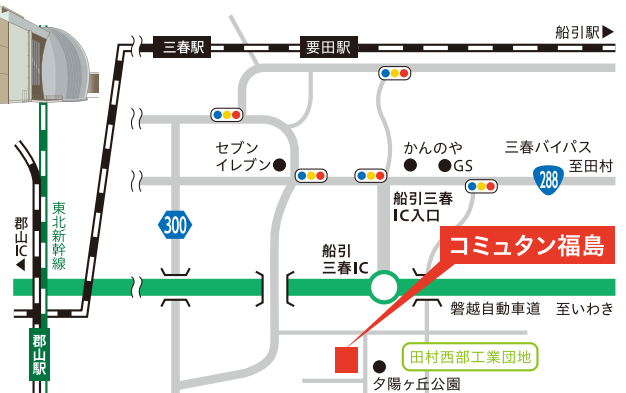 船引駅▶
三春駅
要田駅
セブン
イレブン
かんのや
GS
三春バイパス
至田村
288
船引三春
IC入口
300
郡山IC
東北新幹線
船引
三春IC
コミュタン福島
磐越自動車道　至いわき
郡山駅
田村西部工業団地
夕陽ヶ丘公園